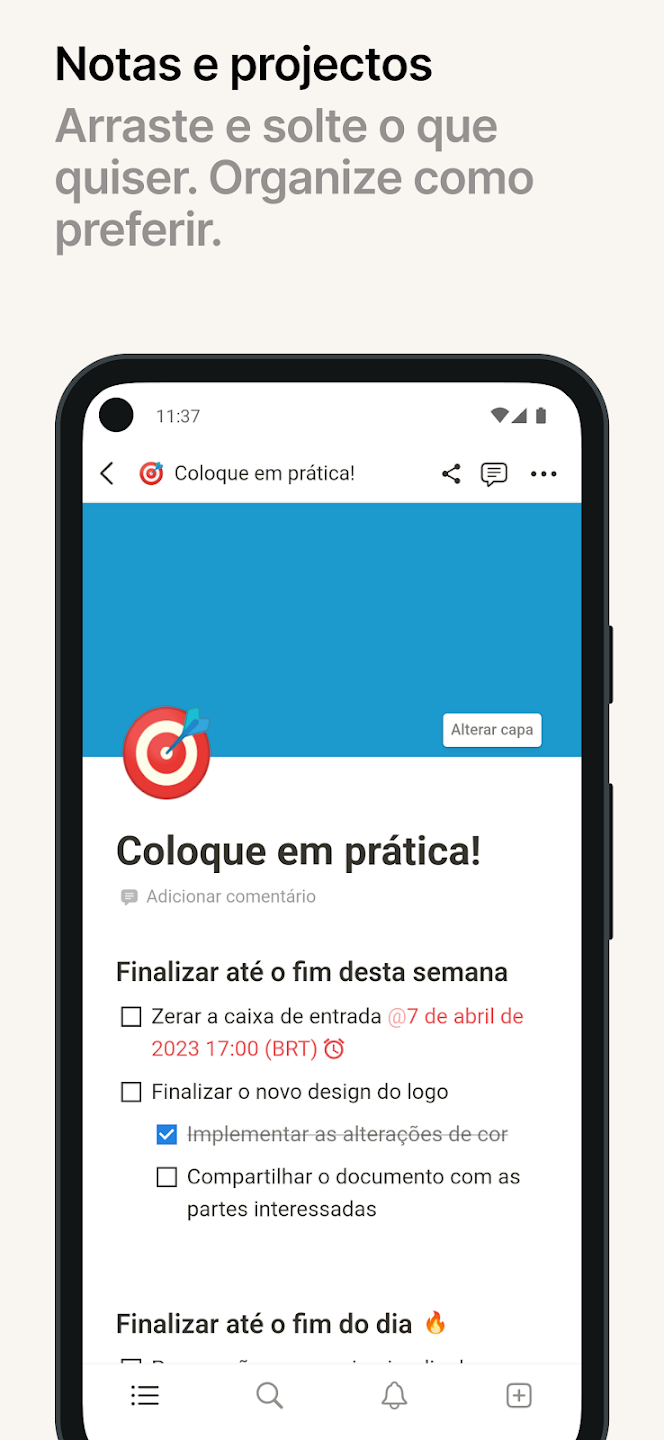 Notas e projectos
Arraste e solte o que
quiser. Organize como
preferir.
11:37
Coloque em prática!
Alterar capa
Coloque em prática!
Adicionar comentário
Finalizar até o fim desta semana
Zerar a caixa de entrada @7 de abril de
2023 17:00 (BRT)
Finalizar o novo design do logo
Implementar as alterações de cor
Compartilhar o documento com as
partes interessadas
Finalizar até o fim do dia 🔥